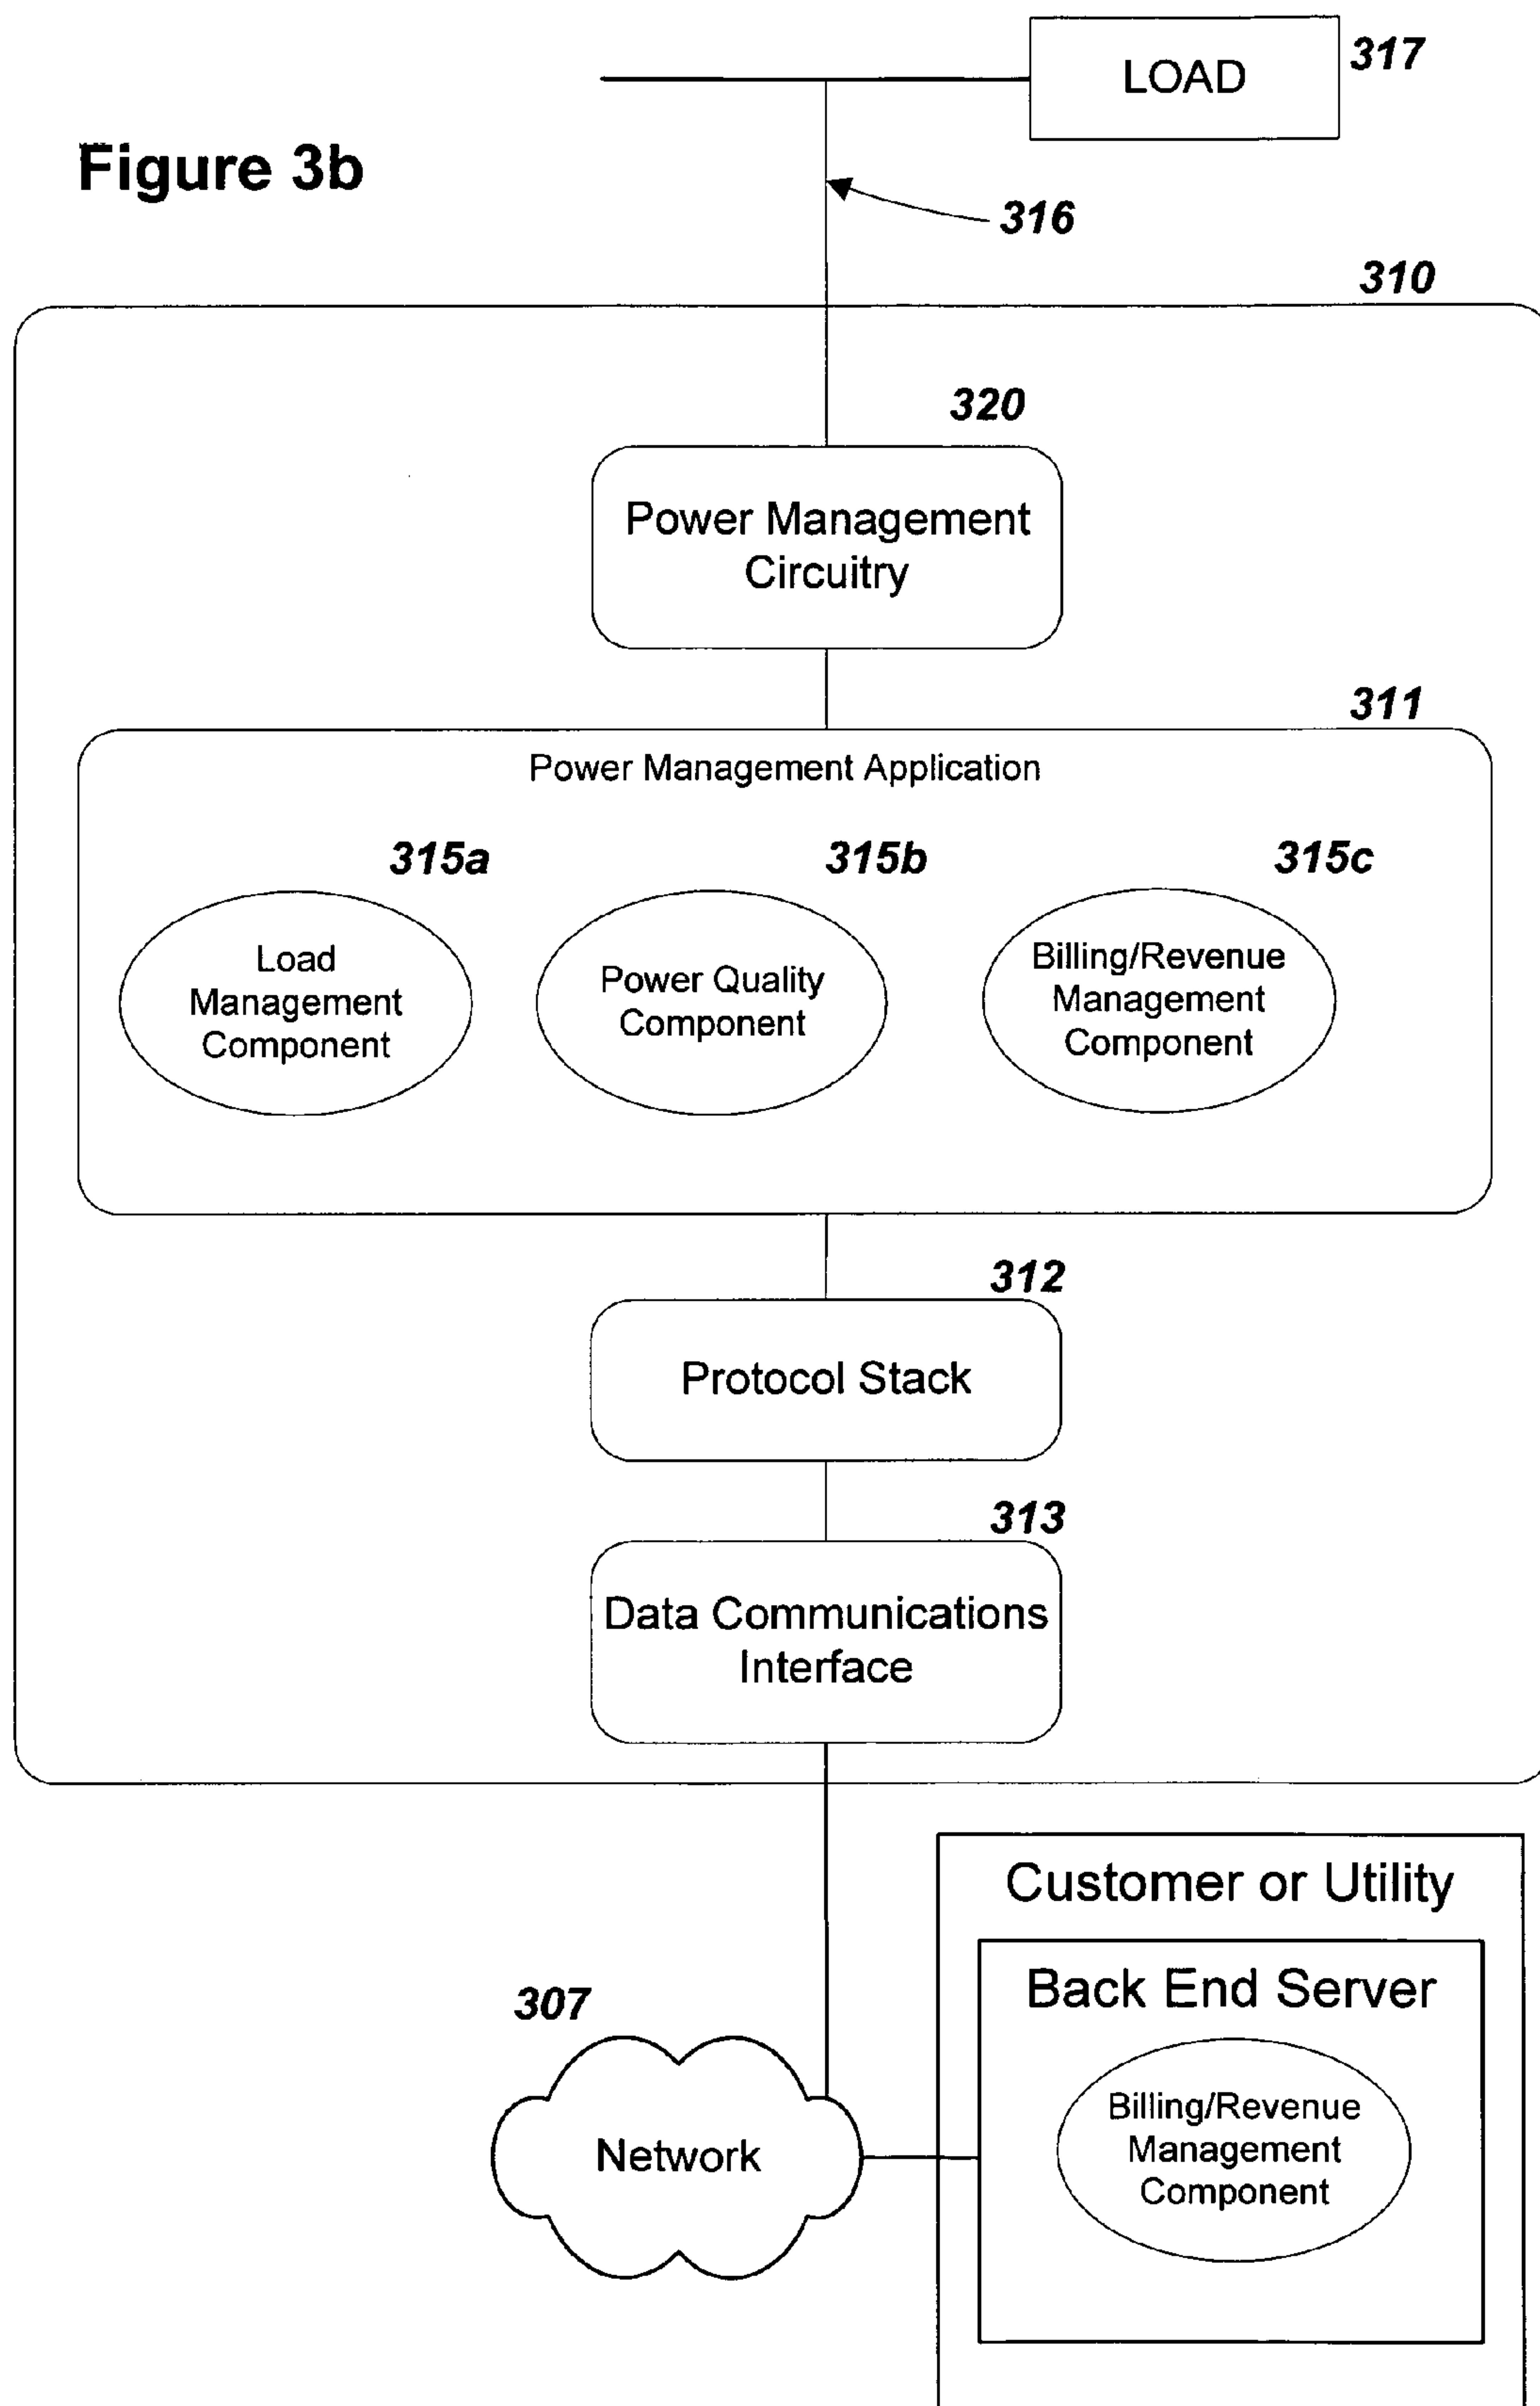 LOAD
317
Figure 3b
316
310
320
Power Management
Circuitry
311
Power Management Application
315a
315b
315c
Load
Management
Component
Power Quality
Component
Billing/Revenue
Management
Component
312
Protocol Stack
313
Data Communications
Interface
Customer or Utility
Back End Server
307
Network
Billing/Revenue
Management
Component